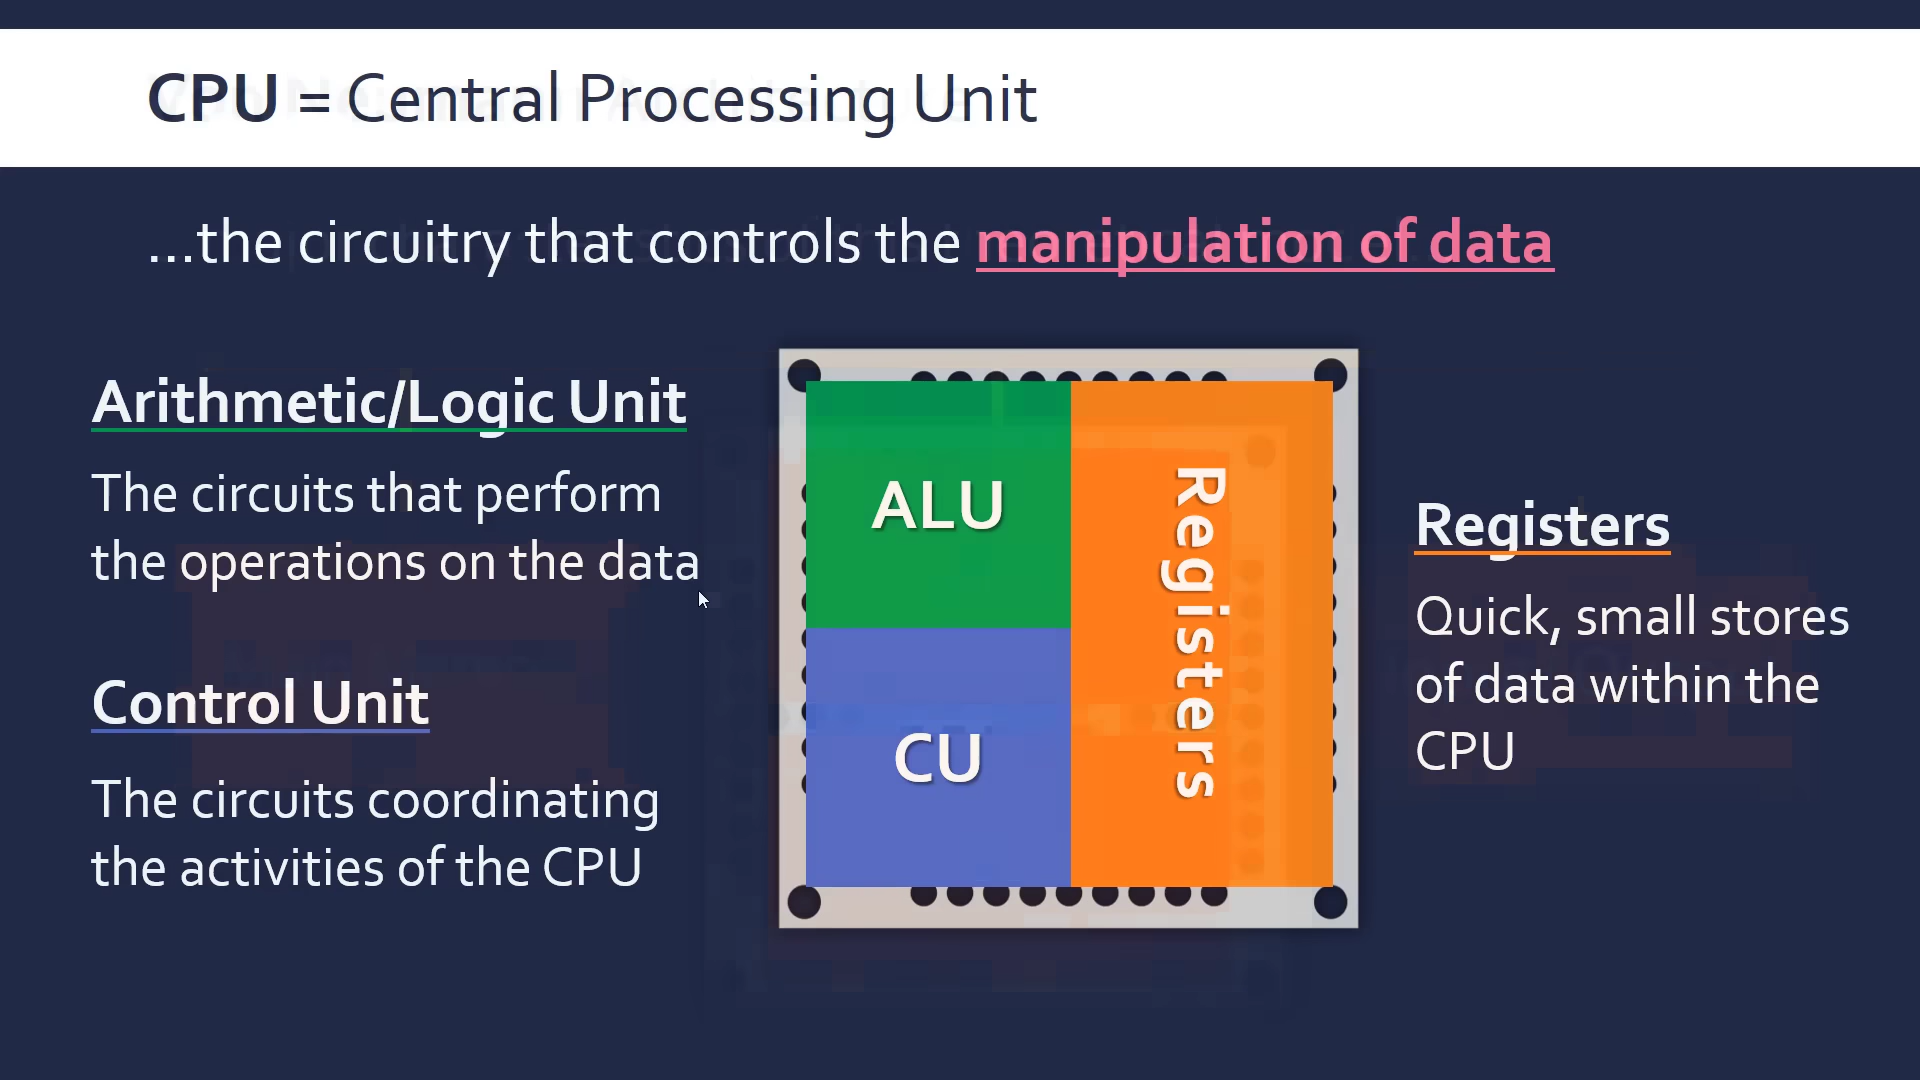 CPU = Central Processing Unit
...the circuitry that controls the manipulation of data
Arithmetic/Logic Unit
The circuits that perform
the operations on the data
Control Unit
The circuits coordinating
the activities of the CPU
ALU
CU
Registers
Registers
Quick, small stores
of data within the
CPU